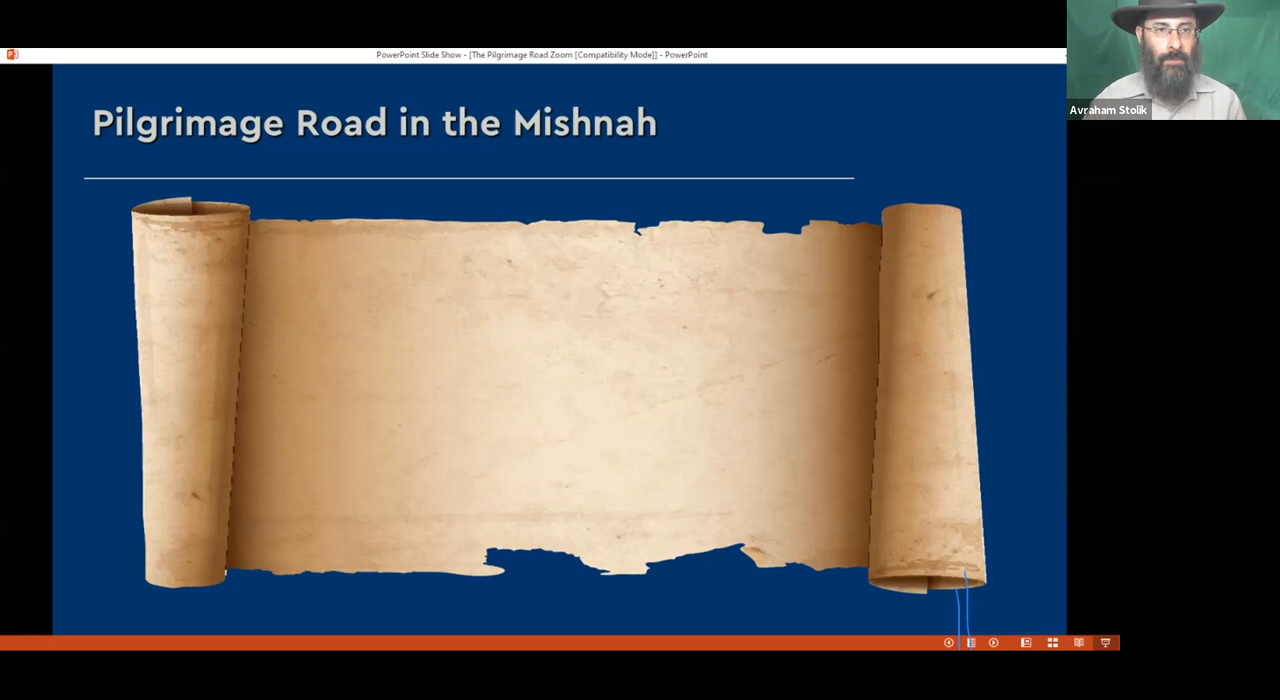 PowerPoint Slide Show - [The Pilgrimage Road Zoom [Compatibility Mode]] - PowerPoint
Avraham Stolik
Pilgrimage Road in the Mishnah